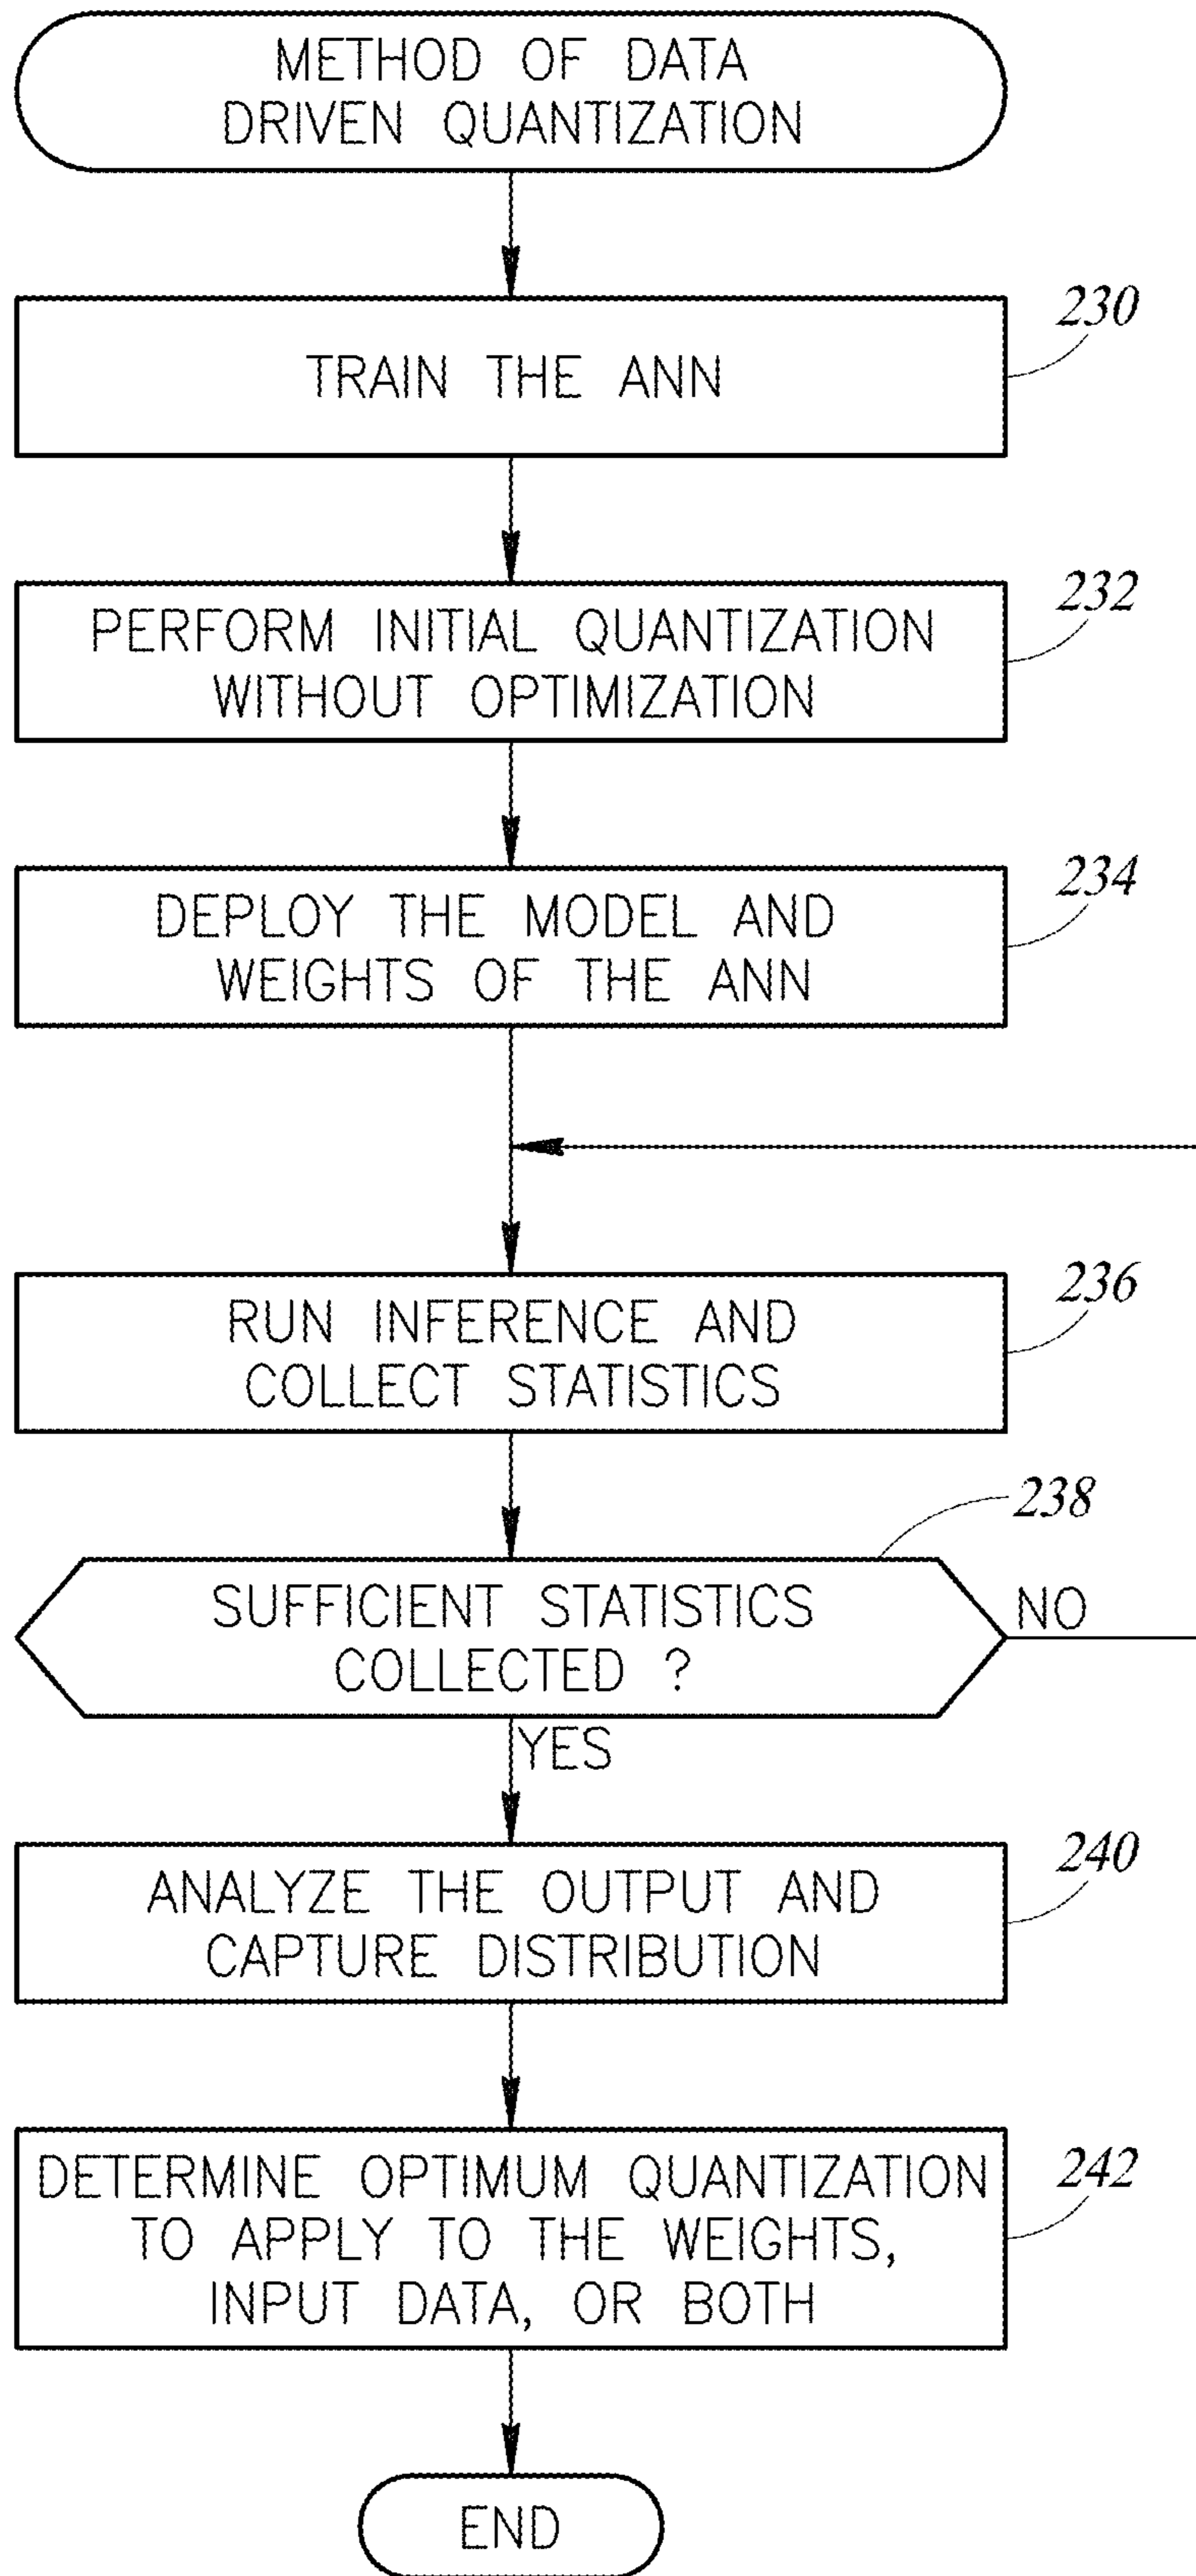 METHOD OF DATA
DRIVEN QUANTIZATION
230
TRAIN THE ANN
232
PERFORM INITIAL QUANTIZATION
WITHOUT OPTIMIZATION
234
DEPLOY THE MODEL AND
WEIGHTS OF THE ANN
236
RUN INFERENCE AND
COLLECT STATISTICS
238
SUFFICIENT STATISTICS
COLLECTED ?
NO
YES
240
ANALYZE THE OUTPUT AND
CAPTURE DISTRIBUTION
242
DETERMINE OPTIMUM QUANTIZATION
TO APPLY TO THE WEIGHTS,
INPUT DATA, OR BOTH
END